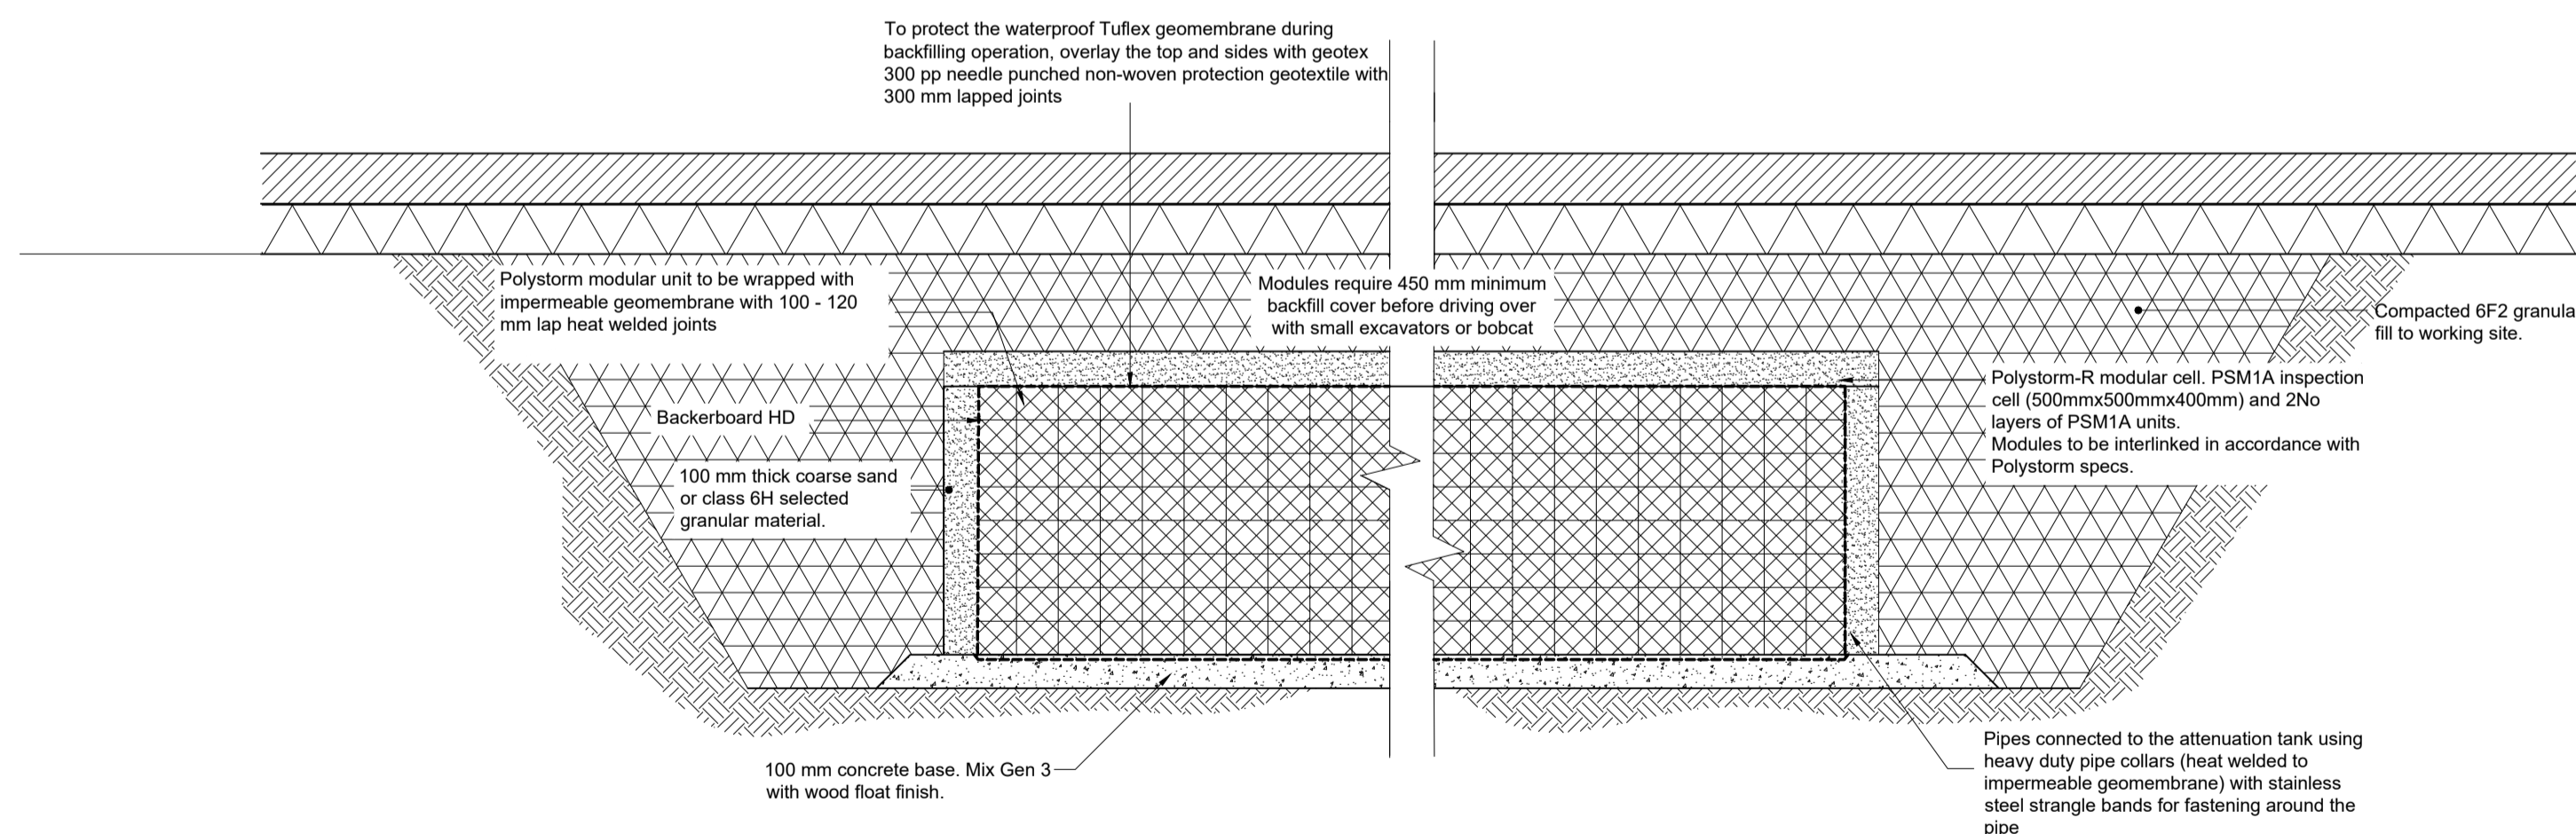 To protect the waterproof Tuflex geomembrane during
backfilling operation, overlay the top and sides with geotex
300 pp needle punched non-woven protection geotextile with
300 mm lapped joints
Polystorm modular unit to be wrapped with
impermeable geomembrane with 100 - 120
mm lap heat welded joints
Modules require 450 mm minimum
backfill cover before driving over
with small excavators or bobcat
Compacted 6F2 granula
fill to working site.
Backerboard HD
100 mm thick coarse sand
or class 6H selected
granular material.
Polystorm-R modular cell. PSM1A inspection
cell (500mmx500mmx400mm) and 2No
layers of PSM1A units.
Modules to be interlinked in accordance with
Polystorm specs.
100 mm concrete base. Mix Gen 3
with wood float finish.
Pipes connected to the attenuation tank using
heavy duty pipe collars (heat welded to
impermeable geomembrane) with stainless
steel strangle bands for fastening around the
pipe